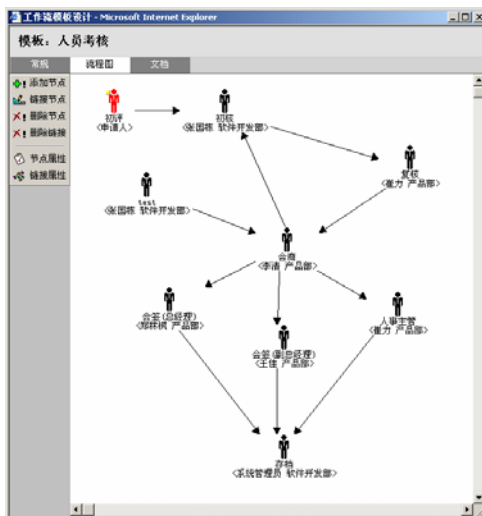 工作流模板设计 - Microsoft Internet Explorer
模板：人员考核
常规 流程图 文档
添加节点
链接节点
删除节点
删除链接
节点属性
链接属性
初评
<申请人>
初核
<张国栋 软件开发部>
复核
<崔力 产品部>
test
<张国栋 软件开发部>
会商
<李涛 产品部>
会签(总经理)
<郑林枫 产品部>
人事主管
<崔力 产品部>
会签(副总经理)
<王佳 产品部>
存档
<系统管理员 软件开发部>